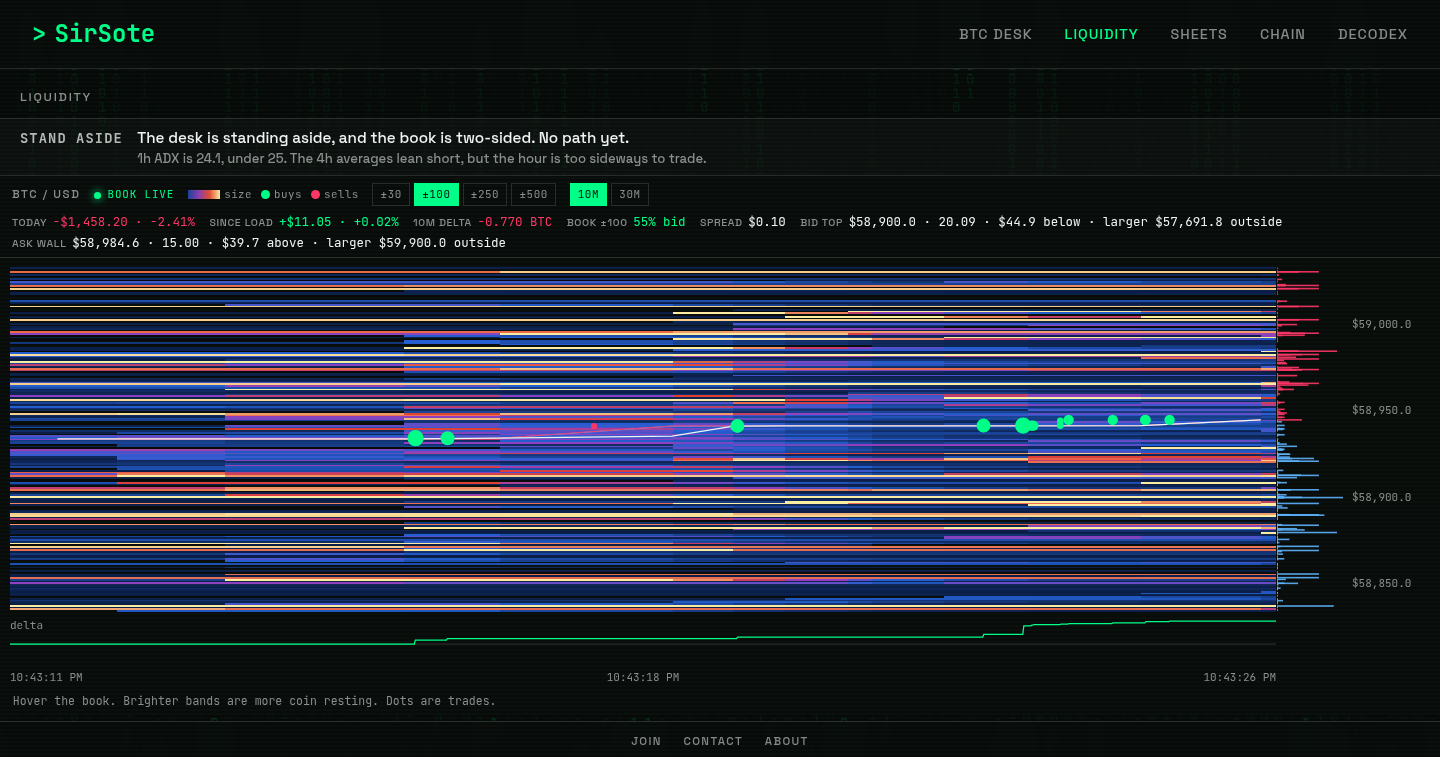 > SirSote
BTC DESK LIQUIDITY SHEETS CHAIN DECODEX
LIQUIDITY
STAND ASIDE The desk is standing aside, and the book is two-sided. No path yet.
1h ADX is 24.1, under 25. The 4h averages lean short, but the hour is too sideways to trade.
BTC / USD BOOK LIVE size buys sells ±30 ±100 ±250 ±500 10M 30M
TODAY -$1,458.20 · -2.41% SINCE LOAD +$11.05 · +0.02% 10M DELTA -0.770 BTC BOOK ±100 55% bid SPREAD $0.10 BID TOP $58,900.0 · 20.09 · $44.9 below · larger $57,691.8 outside
ASK WALL $58,984.6 · 15.00 · $39.7 above · larger $59,900.0 outside
$59,000.0
$58,950.0
$58,900.0
$58,850.0
delta
10:43:11 PM 10:43:18 PM 10:43:26 PM
Hover the book. Brighter bands are more coin resting. Dots are trades.
JOIN CONTACT ABOUT